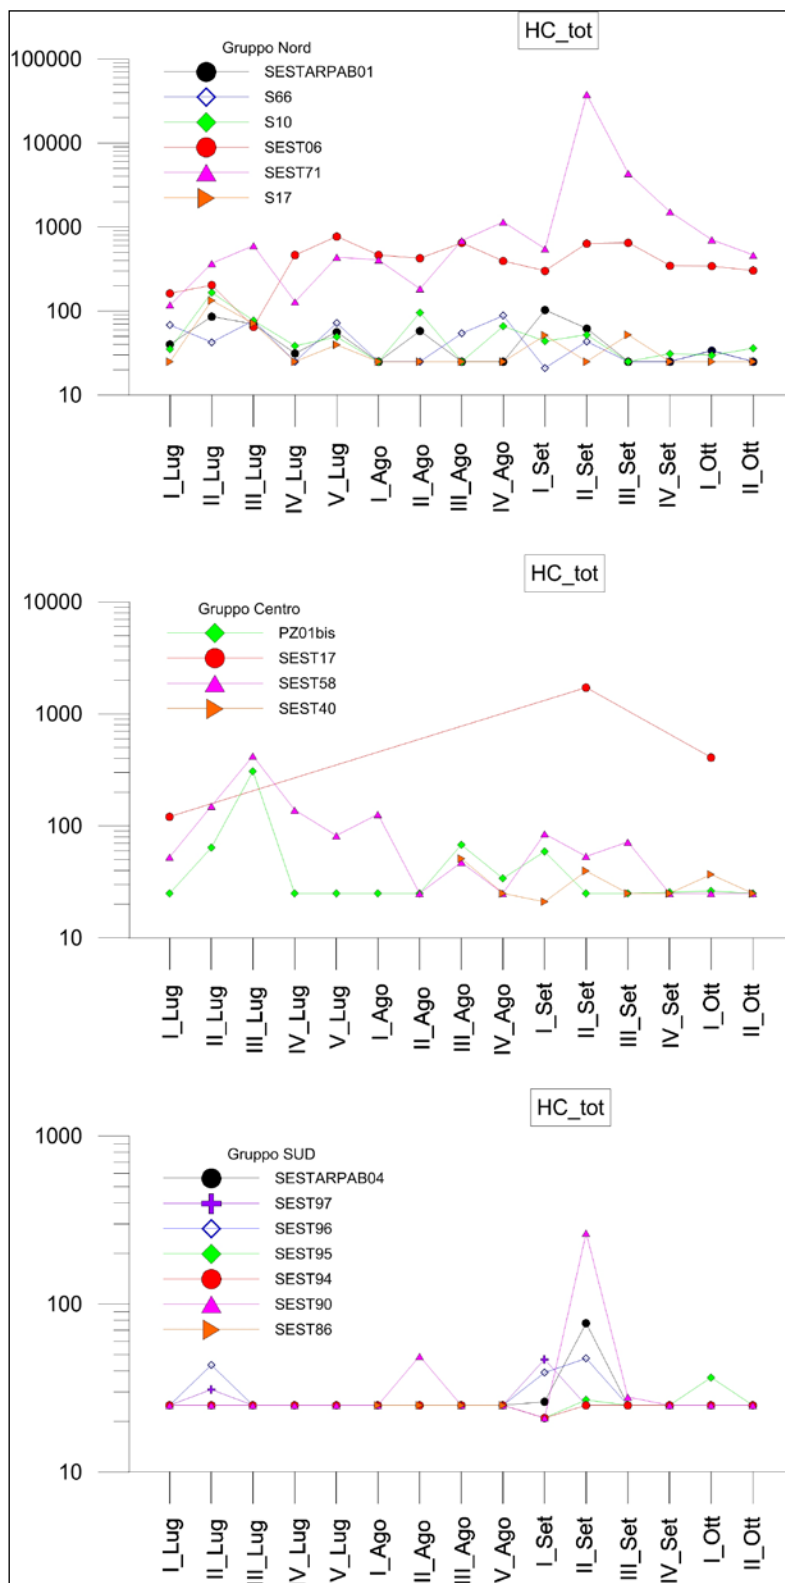 HC_tot
Gruppo Nord
SESTARPAB01
S66
S10
SEST06
SEST71
S17
100000
10000
1000
100
10
I_Lug
II_Lug
III_Lug
IV_Lug
V_Lug
I_Ago
II_Ago
III_Ago
IV_Ago
I_Set
II_Set
III_Set
IV_Set
I_Ott
II_Ott
HC_tot
Gruppo Centro
PZ01bis
SEST17
SEST58
SEST40
10000
1000
100
10
I_Lug
II_Lug
III_Lug
IV_Lug
V_Lug
I_Ago
II_Ago
III_Ago
IV_Ago
I_Set
II_Set
III_Set
IV_Set
I_Ott
II_Ott
HC_tot
Gruppo SUD
SESTARPAB04
SEST97
SEST96
SEST95
SEST94
SEST90
SEST86
1000
100
10
I_Lug
II_Lug
III_Lug
IV_Lug
V_Lug
I_Ago
II_Ago
III_Ago
V_Ago
I_Set
II_Set
III_Set
IV_Set
I_Ott
II_Ott